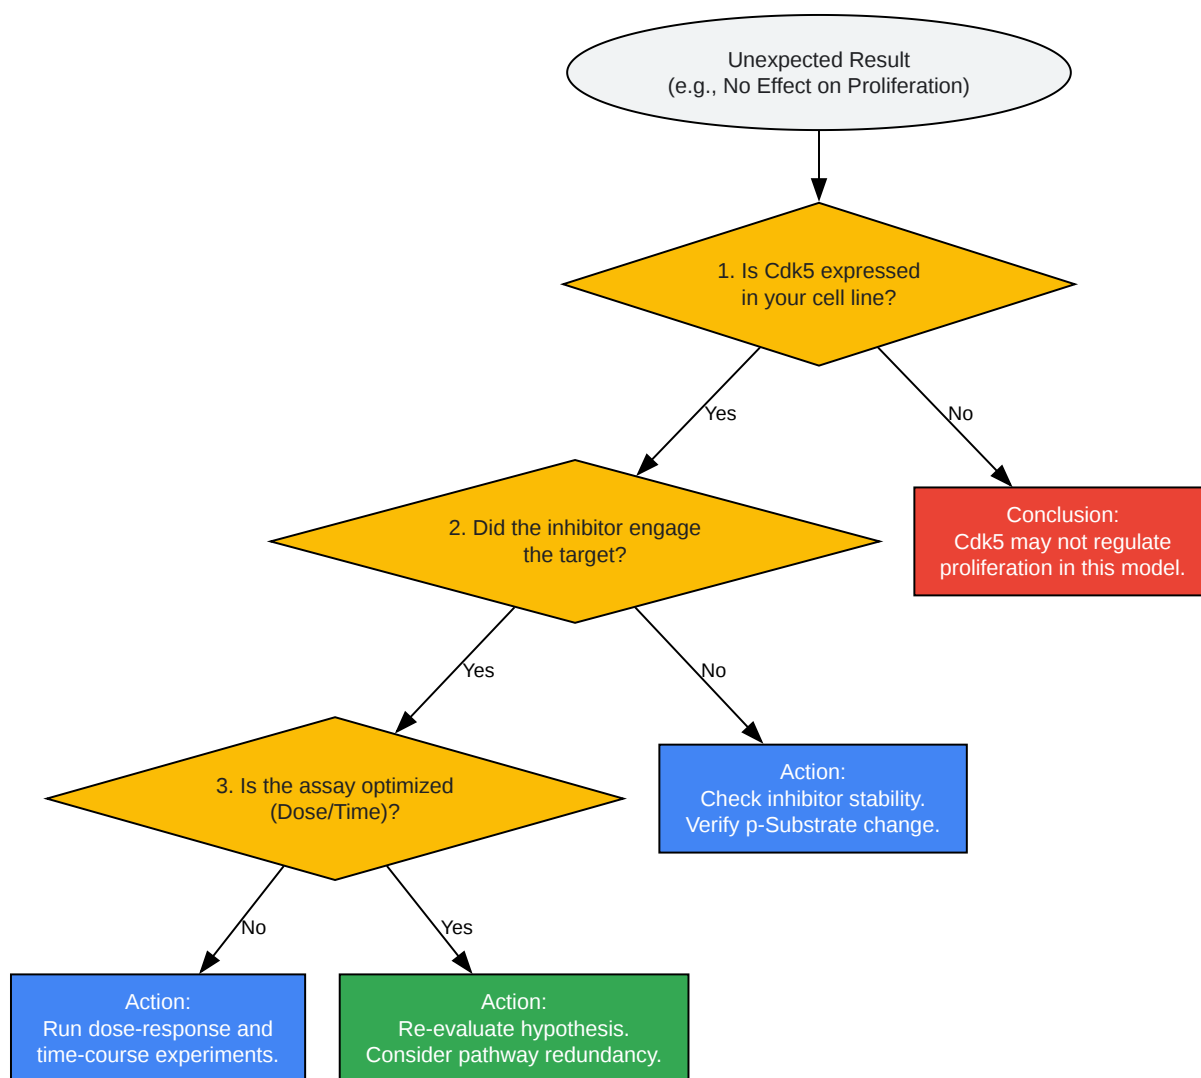 Unexpected Result
(e.g., No Effect on Proliferation)
1. Is Cdk5 expressed
in your cell line?
Yes
No
2. Did the inhibitor engage
the target?
Conclusion:
Cdk5 may not regulate
proliferation in this model.
Yes
No
3. Is the assay optimized
(Dose/Time)?
Action:
Check inhibitor stability.
Verify p-Substrate change.
No
Yes
Action:
Run dose-response and
time-course experiments.
Action:
Re-evaluate hypothesis.
Consider pathway redundancy.